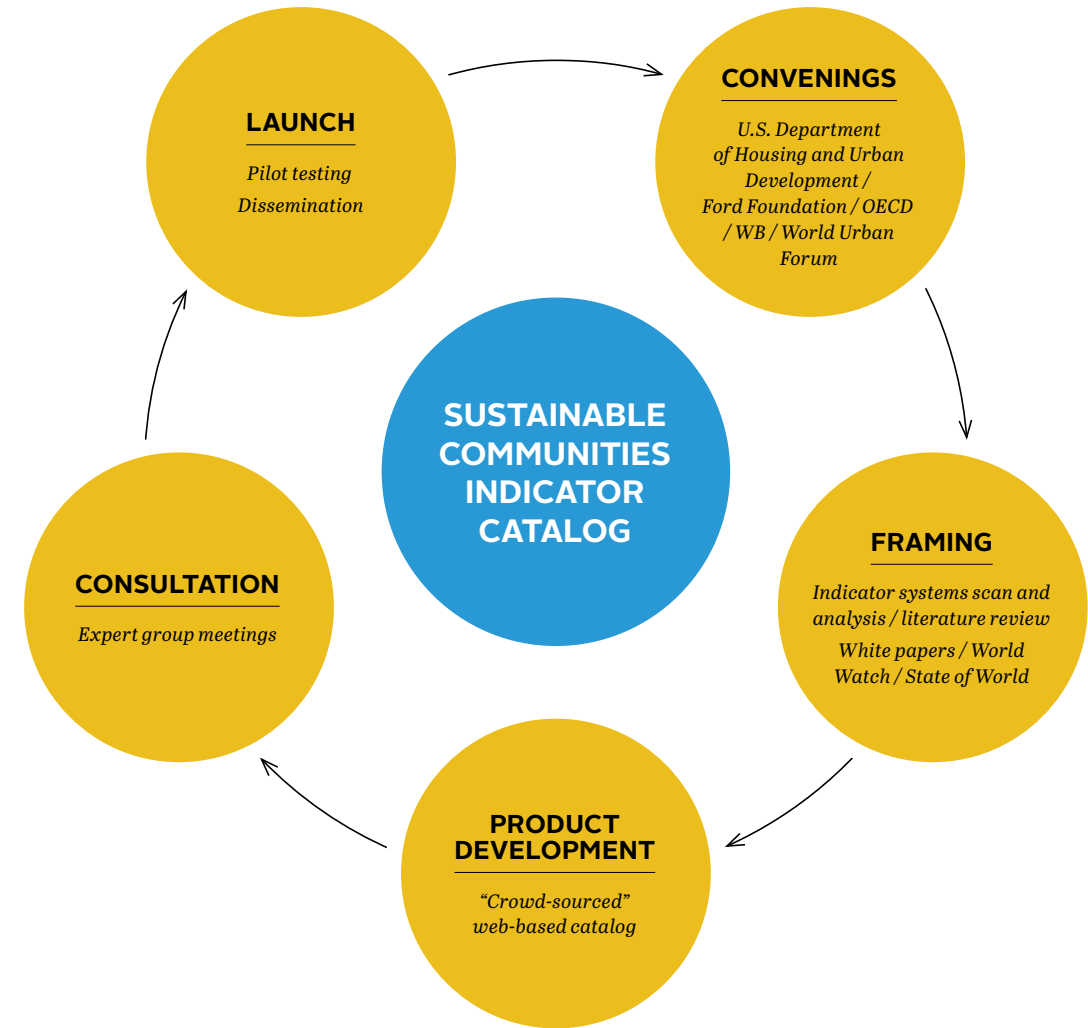 LAUNCH
Pilot testing
Dissemination
CONVENINGS
U.S. Department
of Housing and Urban
Development /
Ford Foundation / OECD
/ WB / World Urban
Forum
SUSTAINABLE
COMMUNITIES
INDICATOR
CATALOG
FRAMING
Indicator systems scan and
analysis / literature review
White papers / World
Watch / State of World
CONSULTATION
Expert group meetings
PRODUCT
DEVELOPMENT
“Crowd-sourced”
web-based catalog